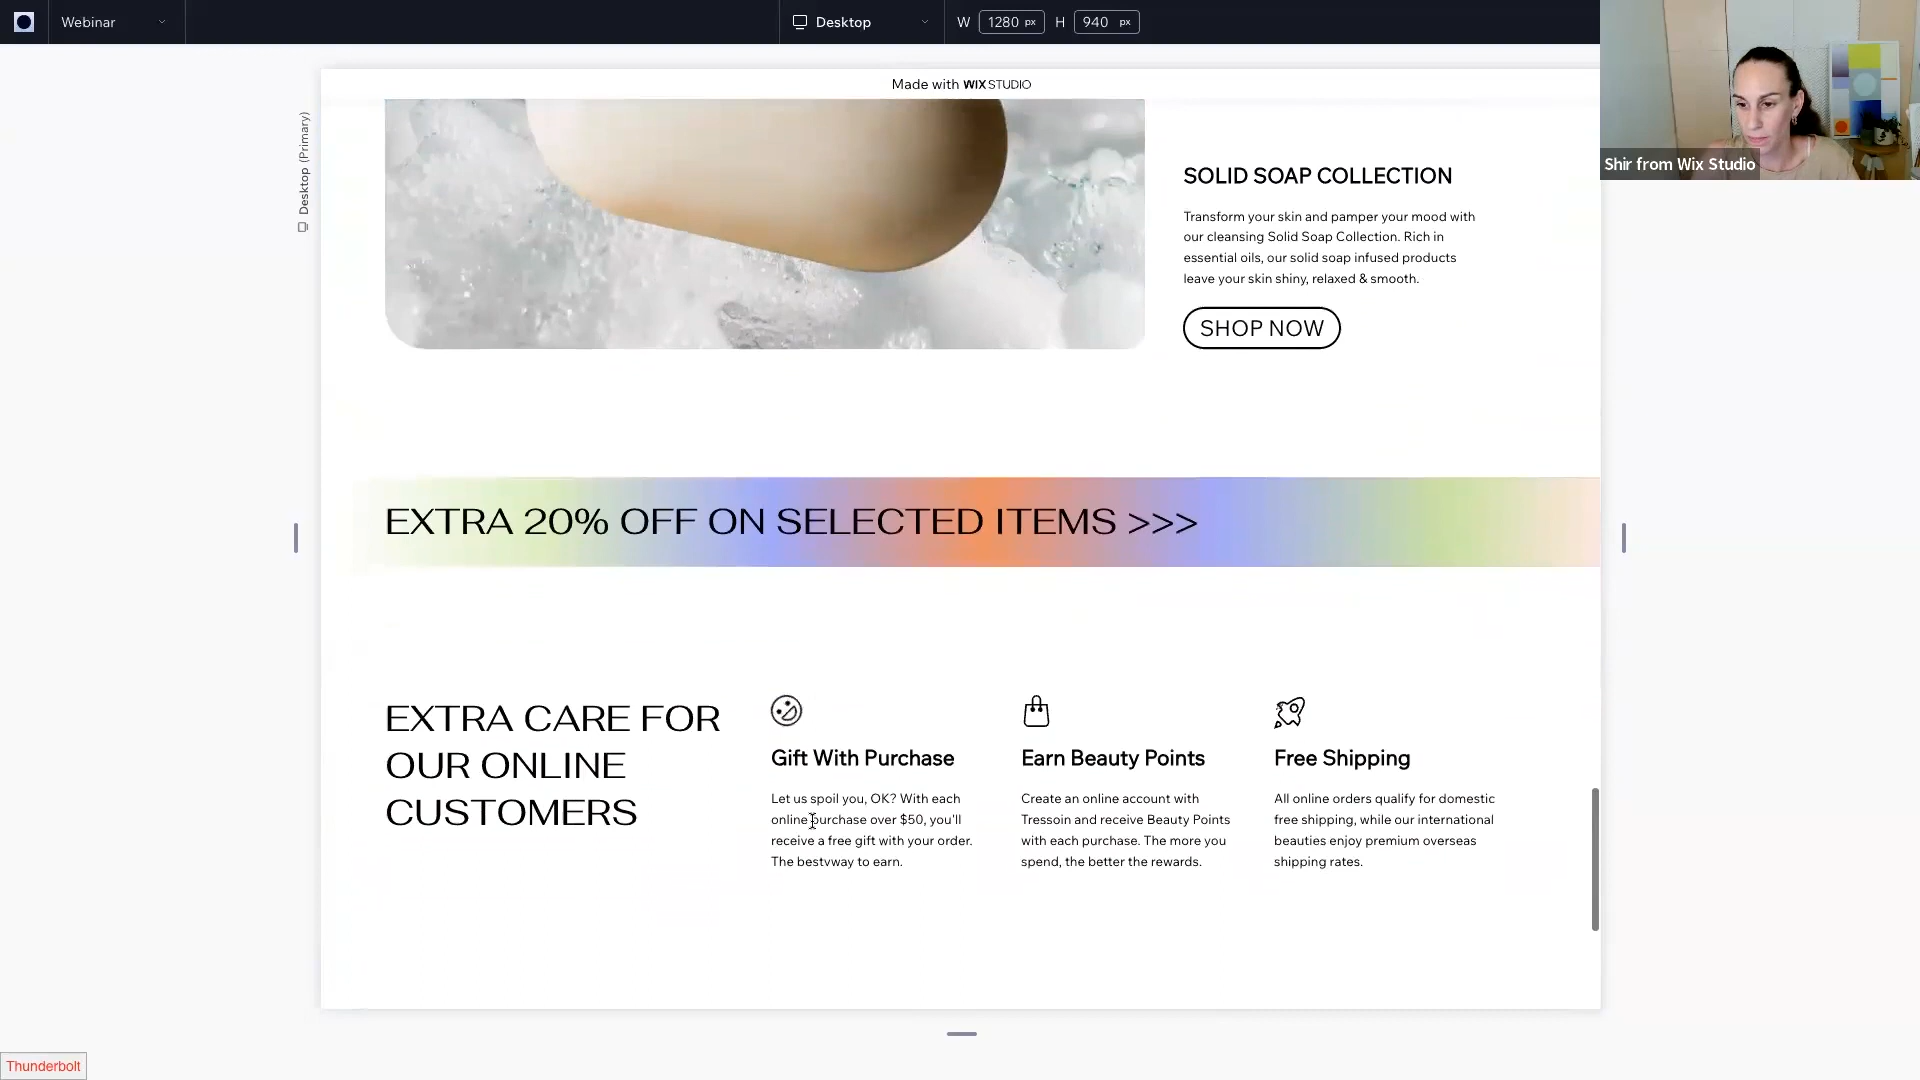 Webinar
Desktop
W 1280 px H 940 px
Shir from Wix Studio
Made with WIX STUDIO
Desktop (Primary)
SOLID SOAP COLLECTION
Transform your skin and pamper your mood with
our cleansing Solid Soap Collection. Rich in
essential oils, our solid soap infused products
leave your skin shiny, relaxed & smooth.
SHOP NOW
EXTRA 20% OFF ON SELECTED ITEMS >>>
EXTRA CARE FOR
OUR ONLINE
CUSTOMERS
Gift With Purchase
Let us spoil you, OK? With each
online purchase over $50, you'll
receive a free gift with your order.
The bestvway to earn.
Earn Beauty Points
Create an online account with
Tressoin and receive Beauty Points
with each purchase. The more you
spend, the better the rewards.
Free Shipping
All online orders qualify for domestic
free shipping, while our international
beauties enjoy premium overseas
shipping rates.
Thunderbolt